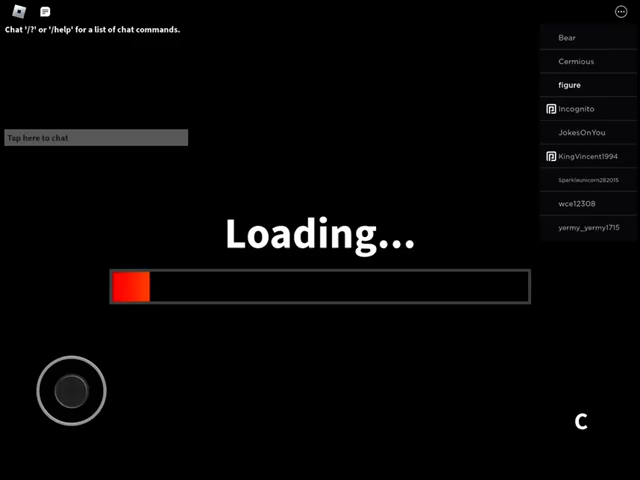 Chat '/?' or '/help' for a list of chat commands.
Bear
Cermious
figure
Incognito
Tap here to chat
JokesOnYou
KingVincent1994
Sparkleunicorn282015
wce12308
yermy_yermy1715
Loading...
C